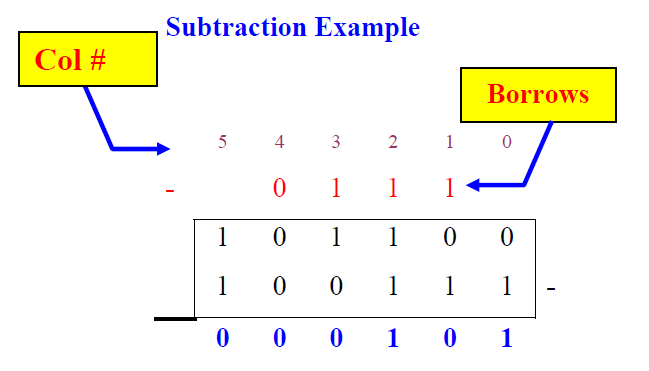 Subtraction Example
Col #
Borrows
5 4 3 2 1 0
- 0 1 1 1
1 0 1 1 0 0
1 0 0 1 1 1 -
0 0 0 1 0 1